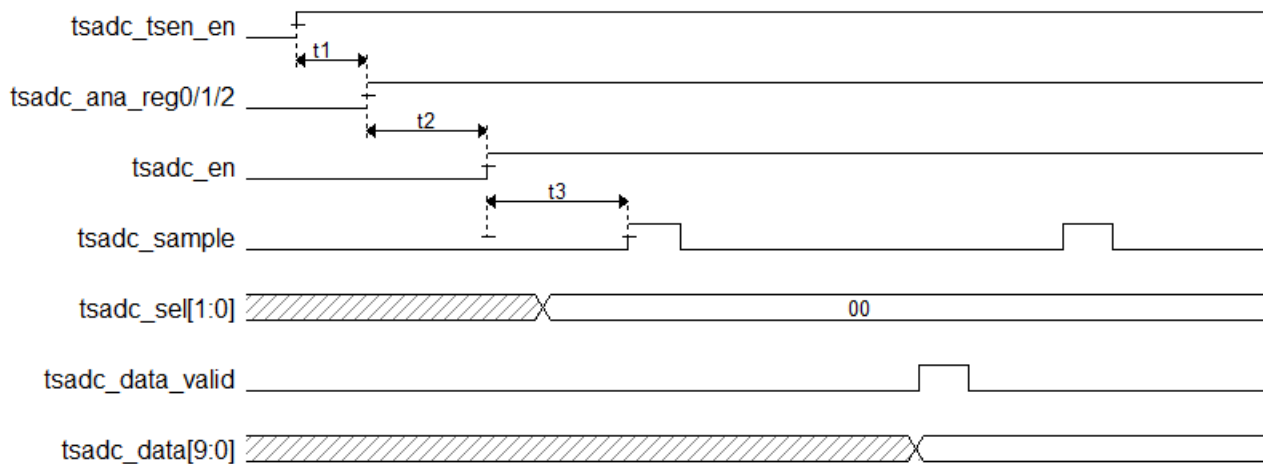 tsadc_tsen_en
t1
tsadc_ana_reg0/1/2
t2
tsadc_en
t3
tsadc_sample
tsadc_sel[1:0]
00
tsadc_data_valid
tsadc_data[9:0]